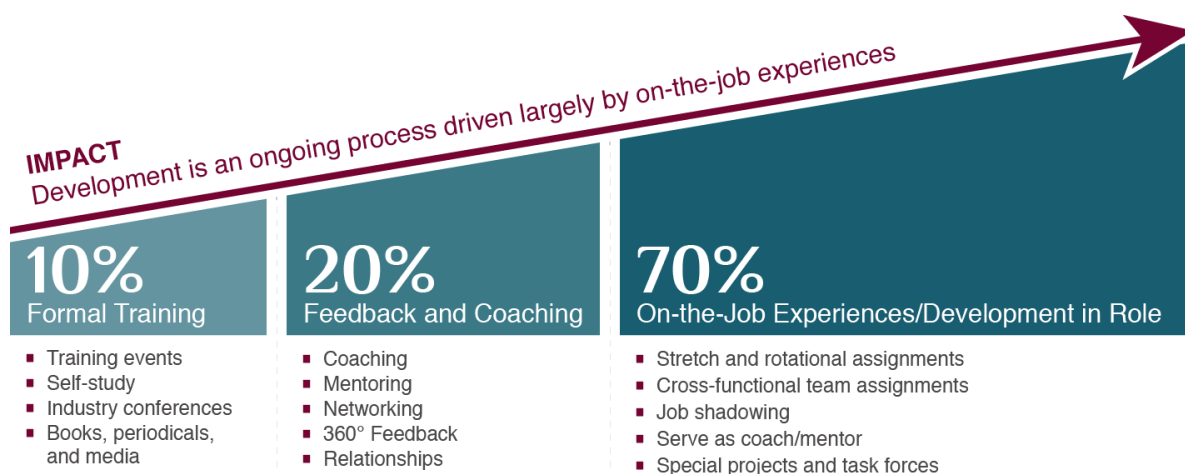 IMPACT
Development is an ongoing process driven largely by on-the-job experiences
10%
Formal Training
Training events
Self-study
Industry conferences
Books, periodicals,
and media
20%
Feedback and Coaching
Coaching
Mentoring
Networking
360° Feedback
Relationships
70%
On-the-Job Experiences/Development in Role
Stretch and rotational assignments
Cross-functional team assignments
Job shadowing
Serve as coach/mentor
Special projects and task forces